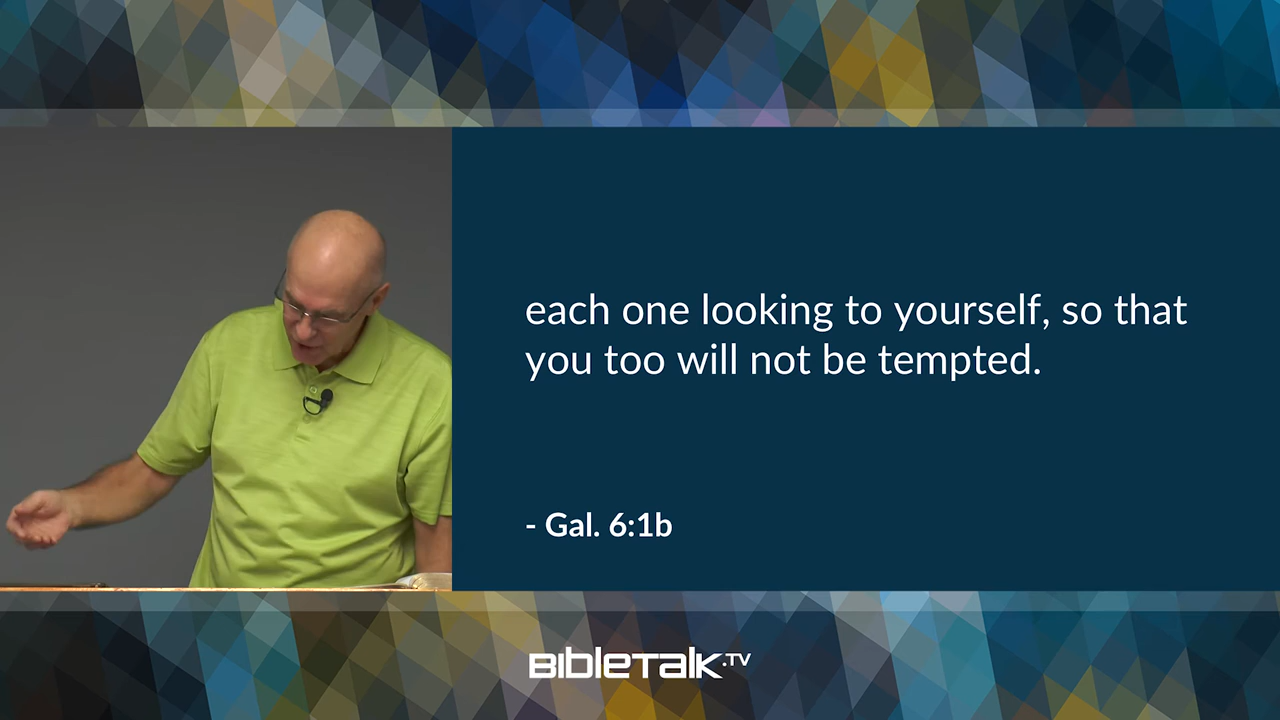 each one looking to yourself, so that
you too will not be tempted.
- Gal. 6:1b
BIBLETALK.TV